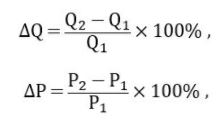 ΔQ = (Q₂ − Q₁) / Q₁ × 100% ,
ΔP = (P₂ − P₁) / P₁ × 100% ,